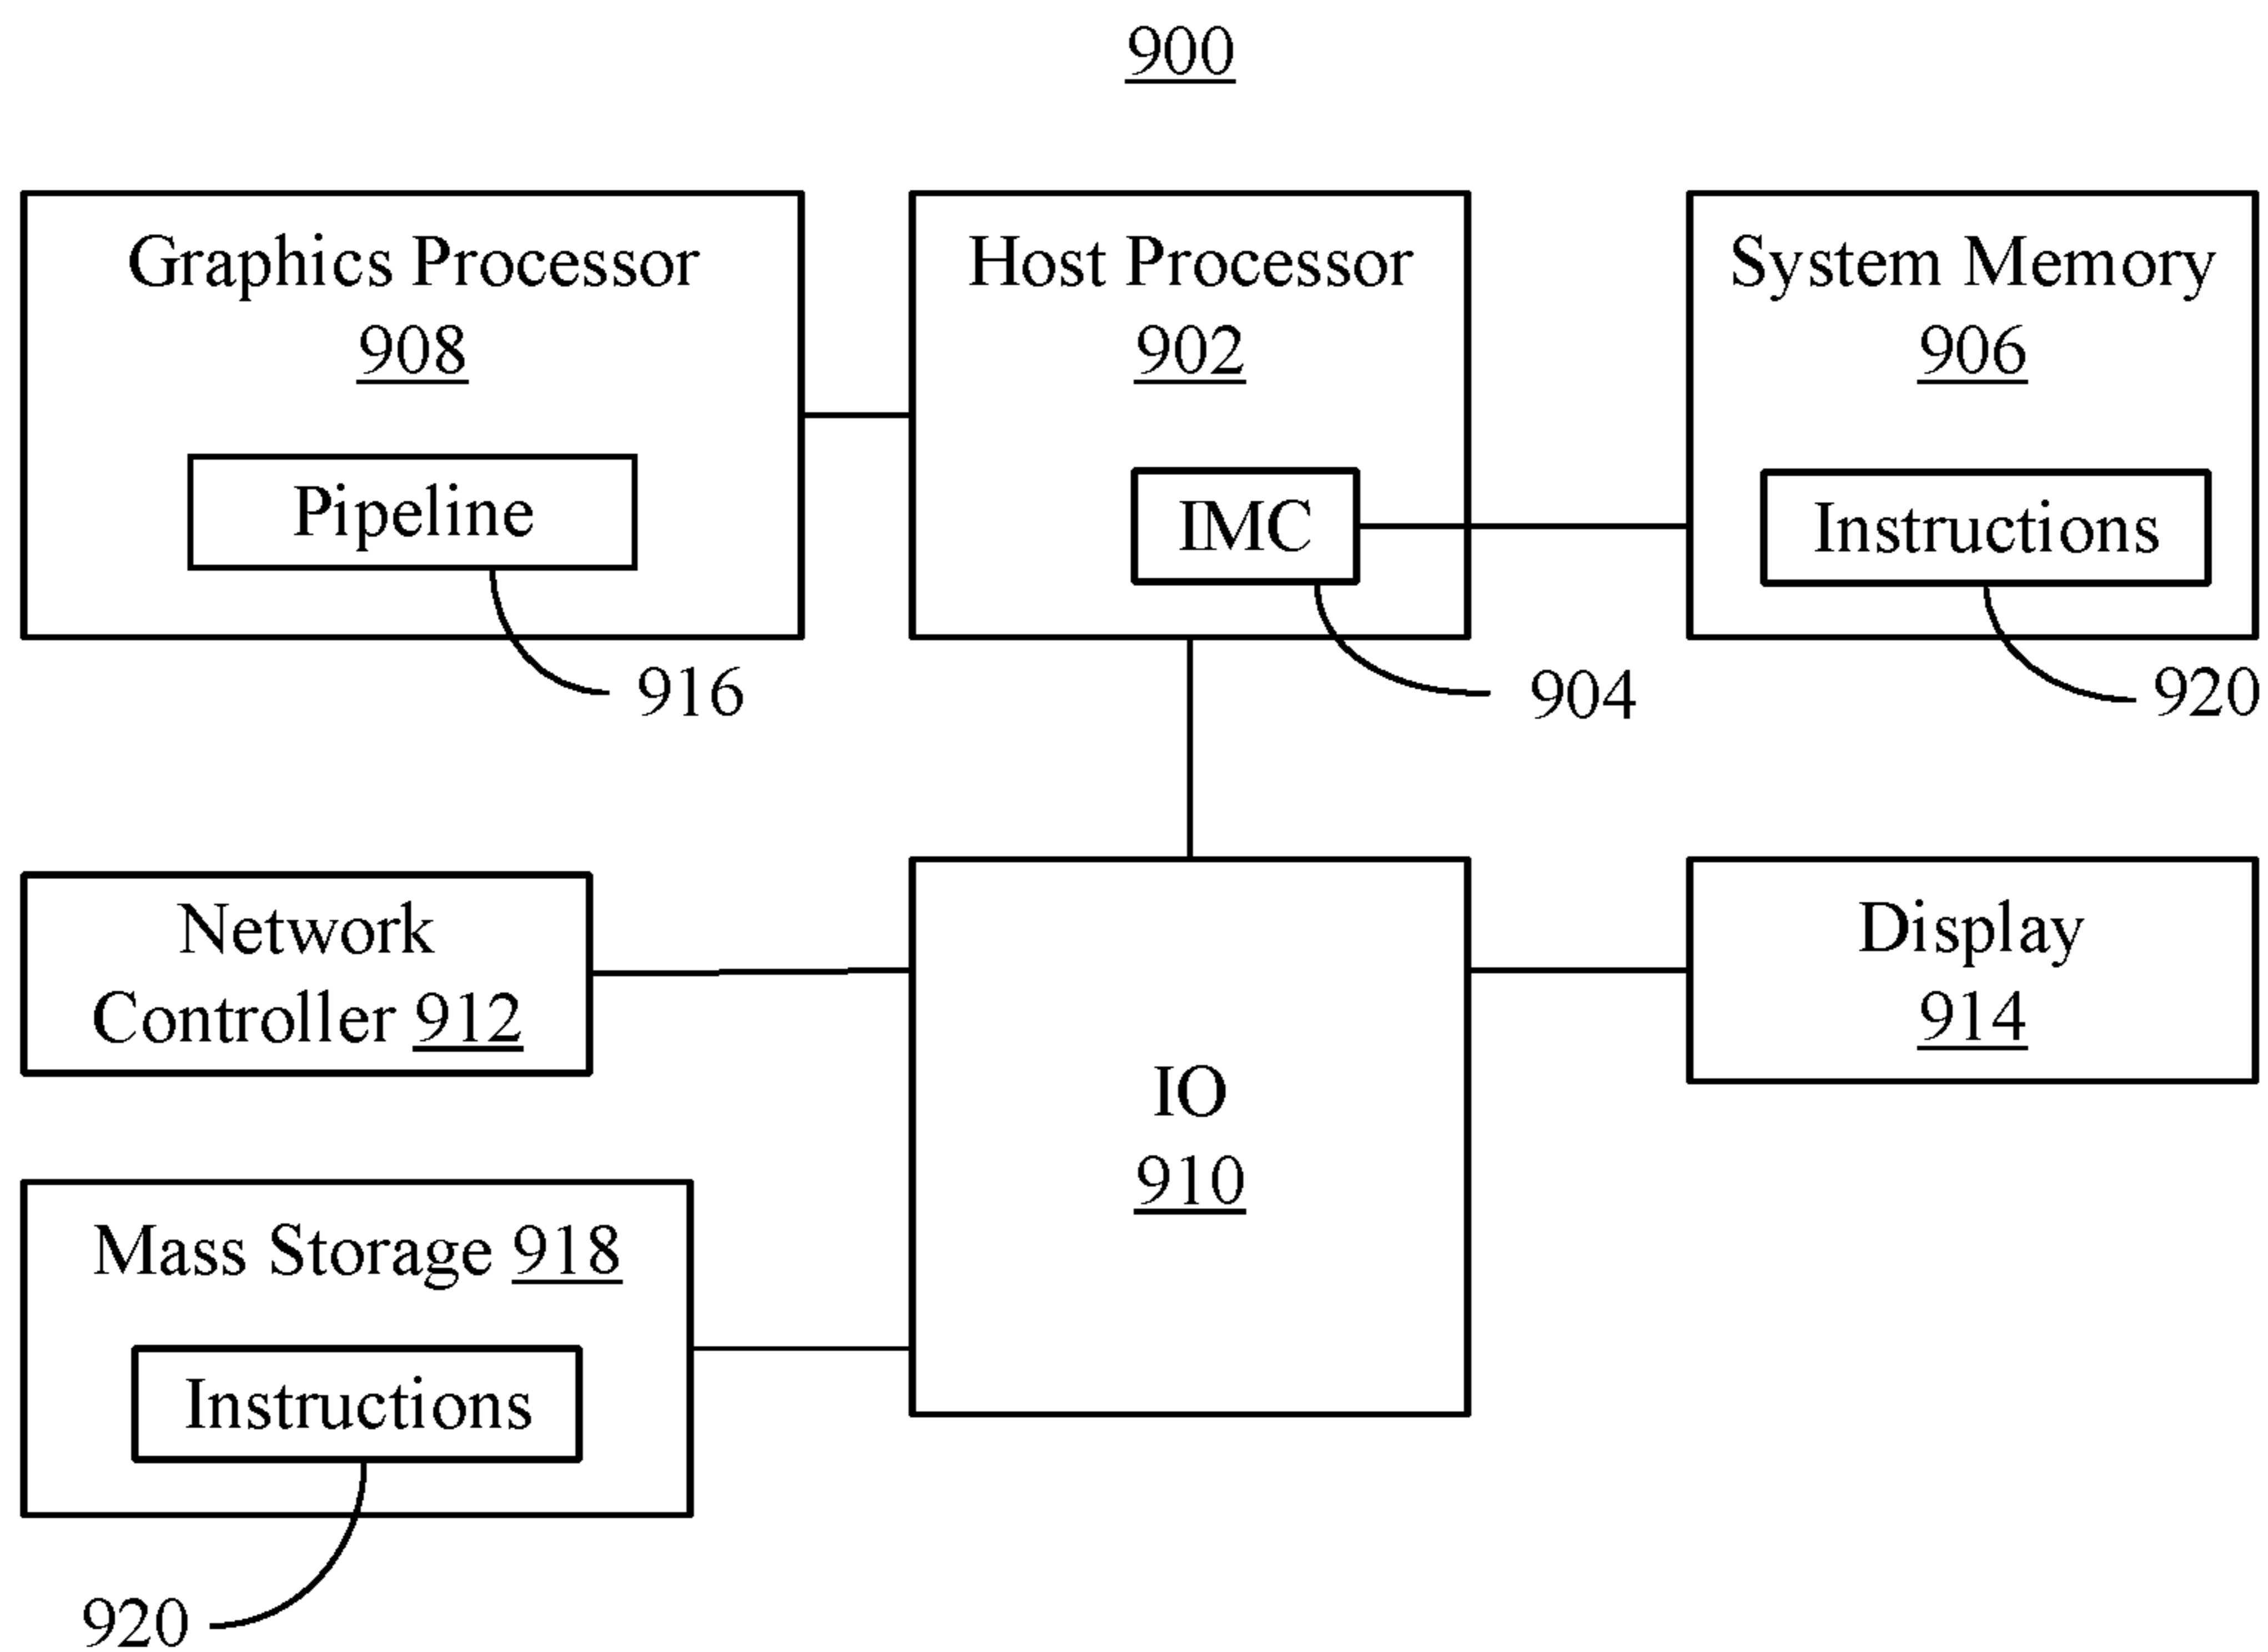 900
Graphics Processor
908
Pipeline
916
Host Processor
902
IMC
904
System Memory
906
Instructions
920
Network
Controller 912
IO
910
Display
914
Mass Storage 918
Instructions
920